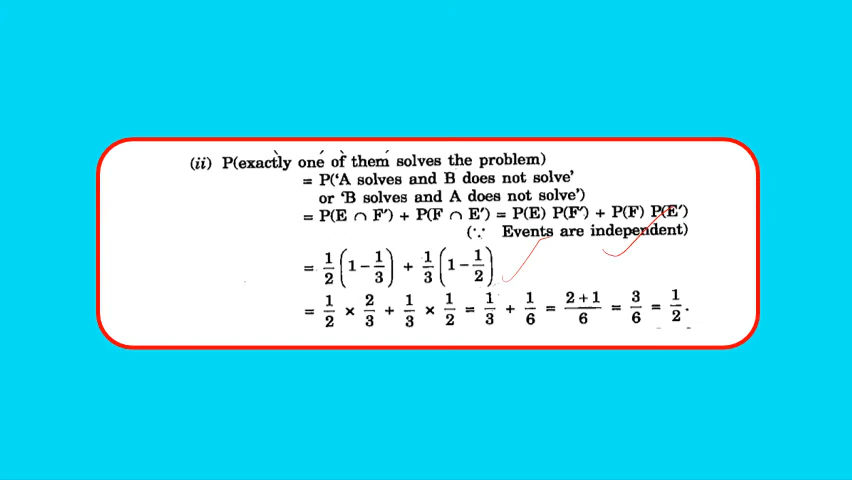 (ii) P(exactly one of them solves the problem)
= P('A solves and B does not solve'
or 'B solves and A does not solve')
= P(E ∩ F′) + P(F ∩ E′) = P(E) P(F′) + P(F) P(E′)
(∵ Events are independent)
= 1/2 (1 − 1/3) + 1/3 (1 − 1/2)
= 1/2 × 2/3 + 1/3 × 1/2 = 1/3 + 1/6 = 2+1/6 = 3/6 = 1/2.